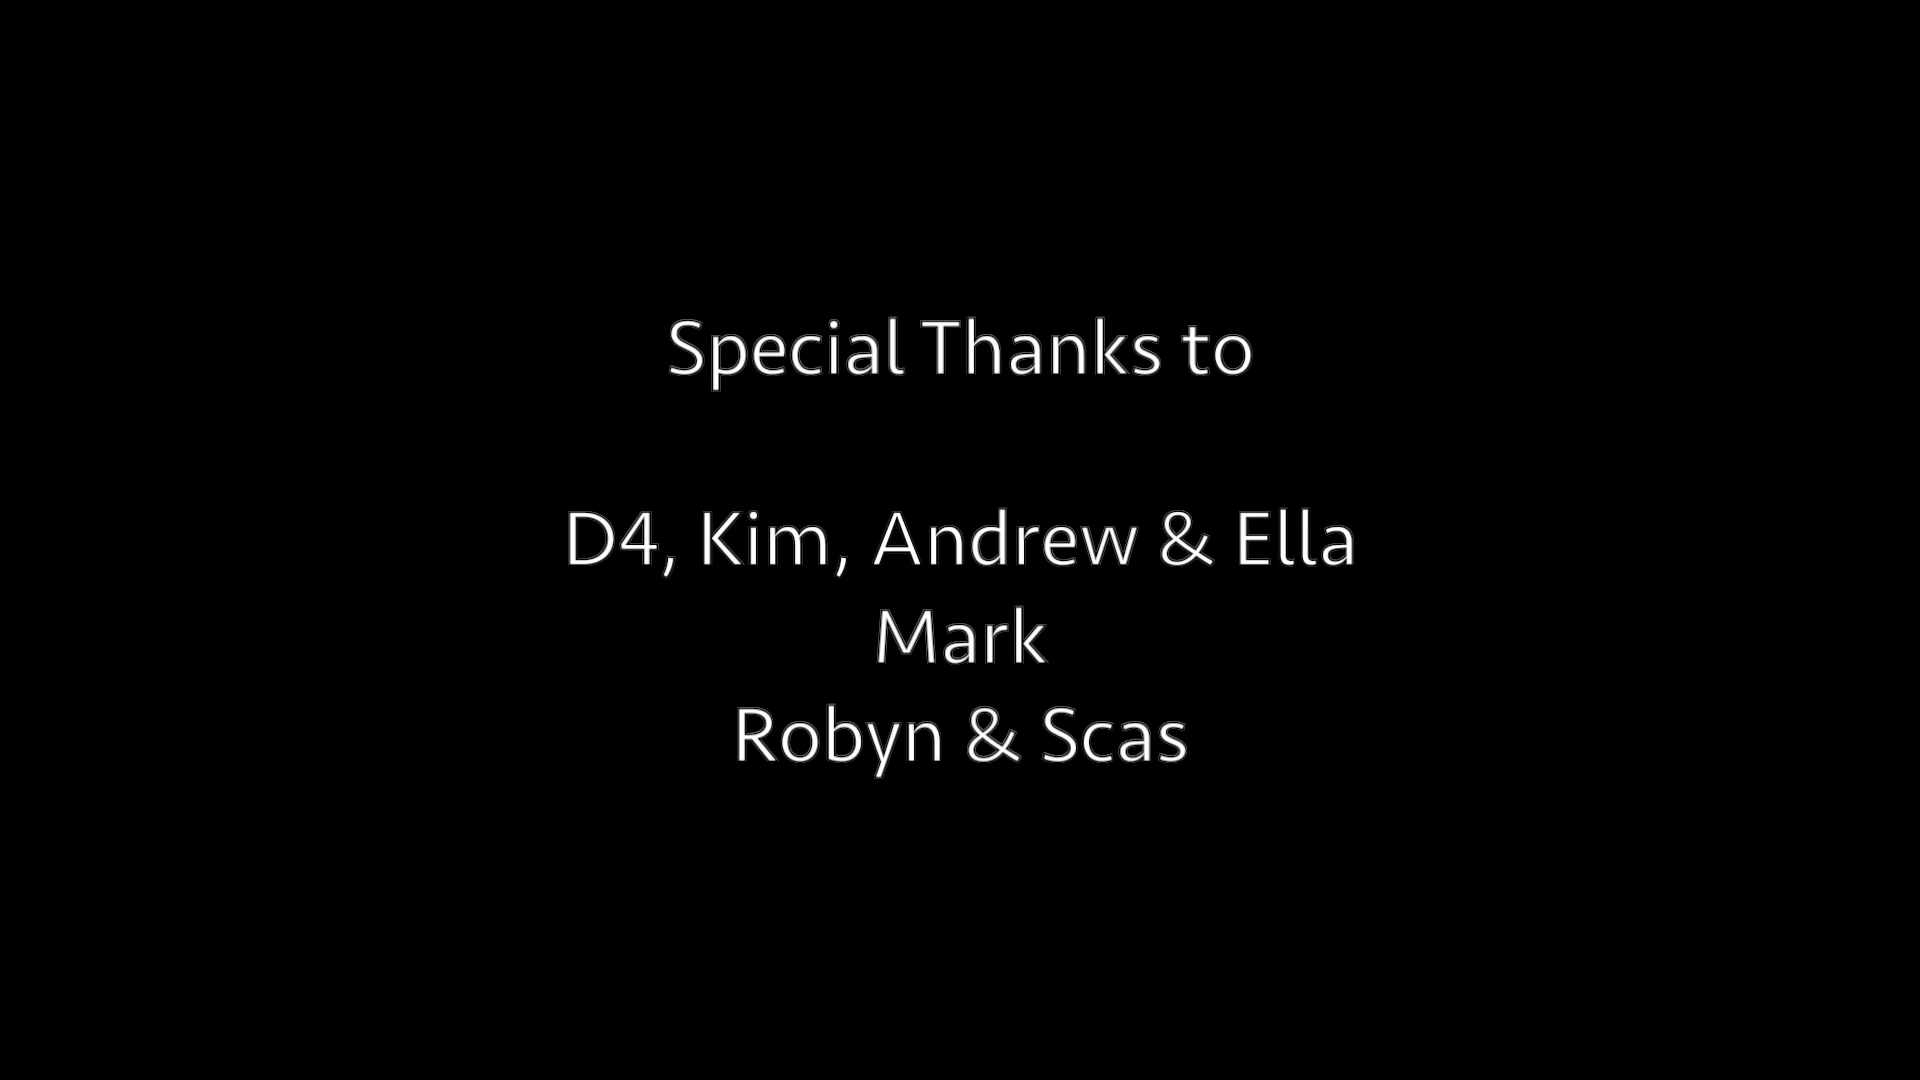 Special Thanks to
D4, Kim, Andrew & Ella
Mark
Robyn & Scas